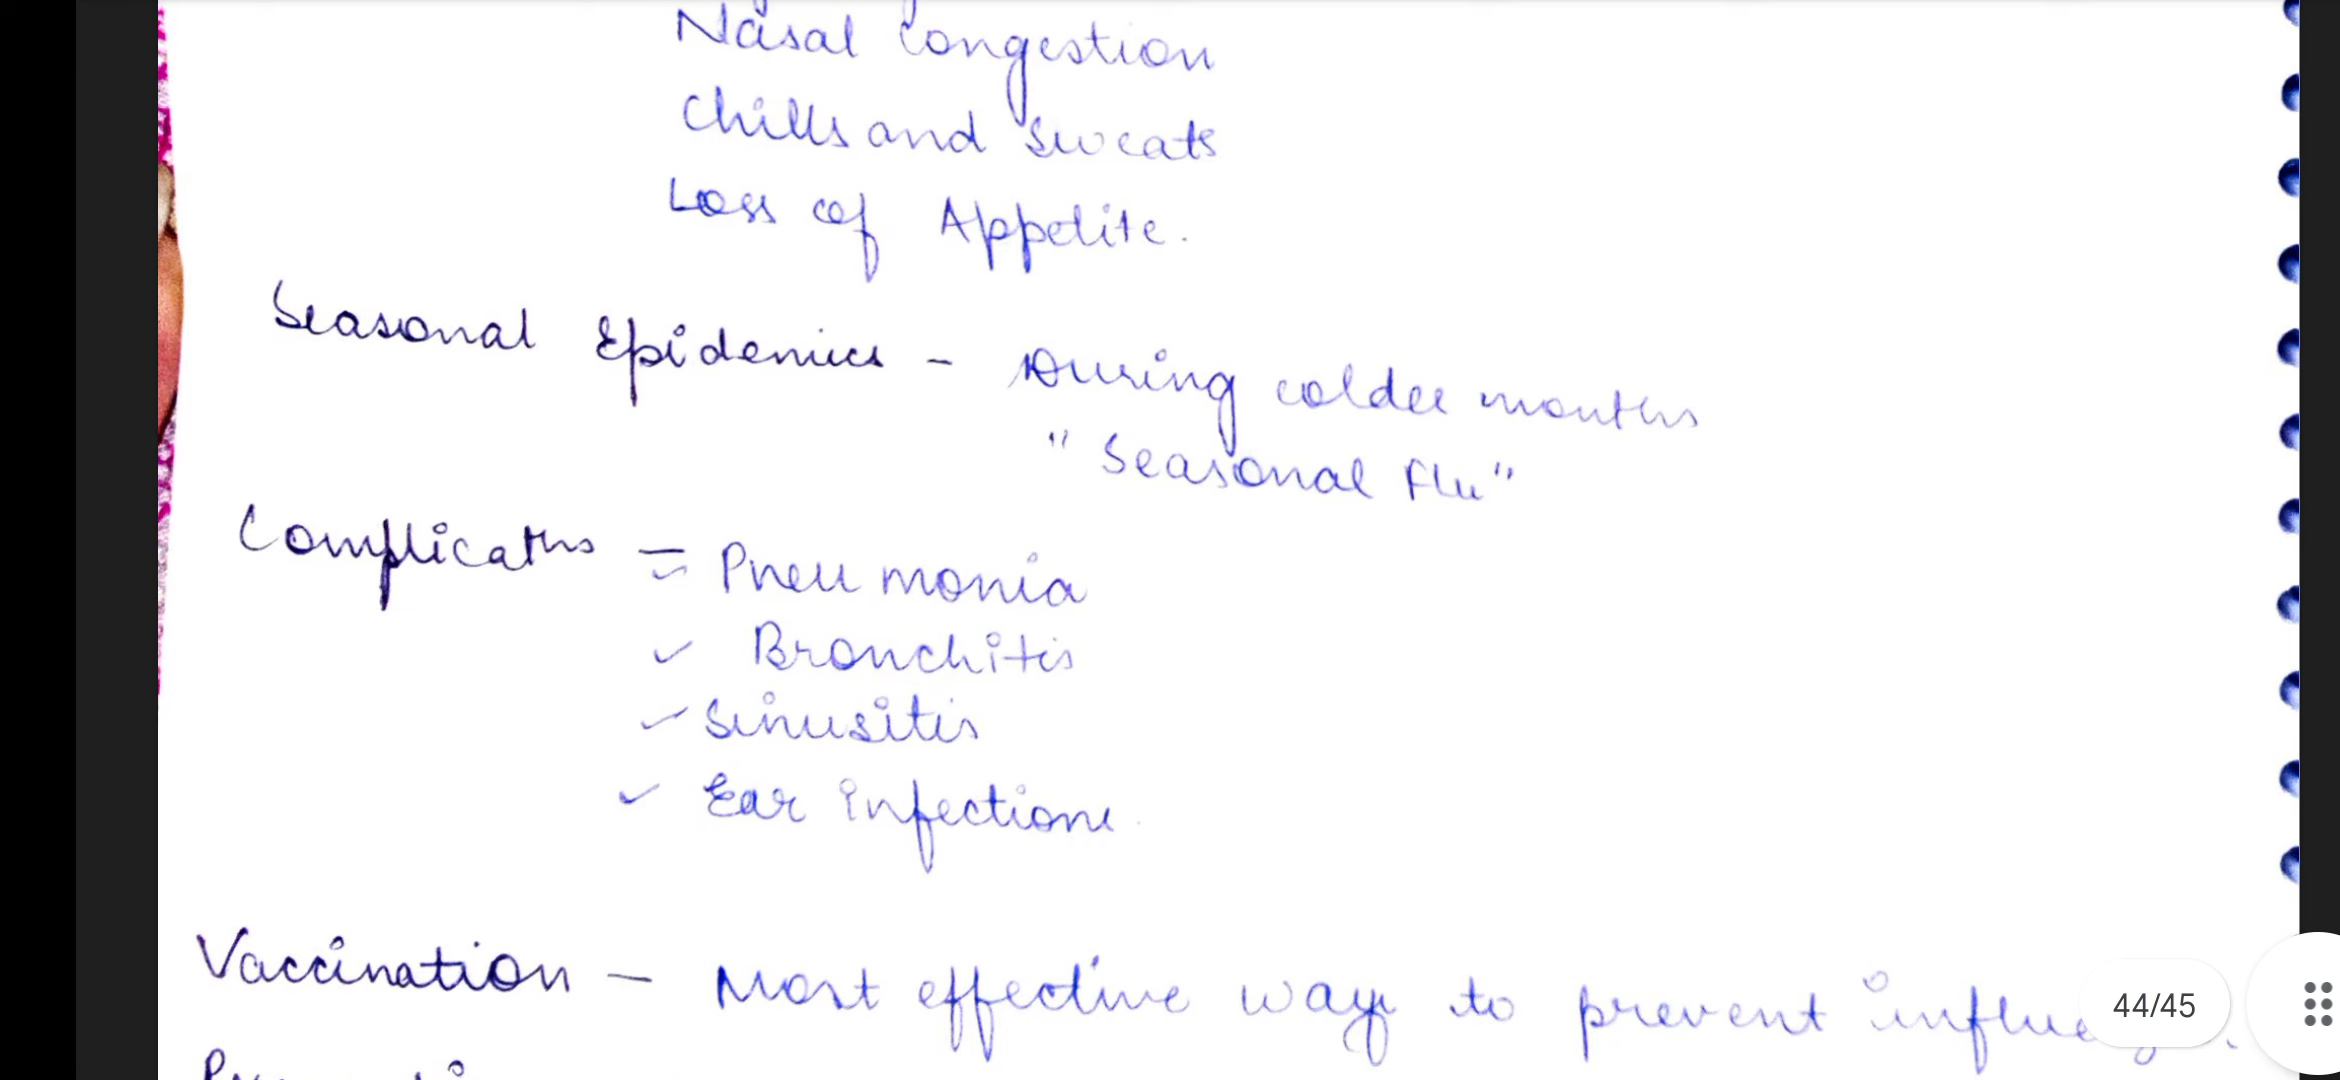 Nasal Congestion
Chills and Sweats
Loss of Appetite.
Seasonal Epidemics - During colder months
"Seasonal Flu"
Complicatns - Pneumonia
✓ Bronchitis
✓ Sinusitis
✓ Ear infections.
Vaccination - Most effective way to prevent
44/45